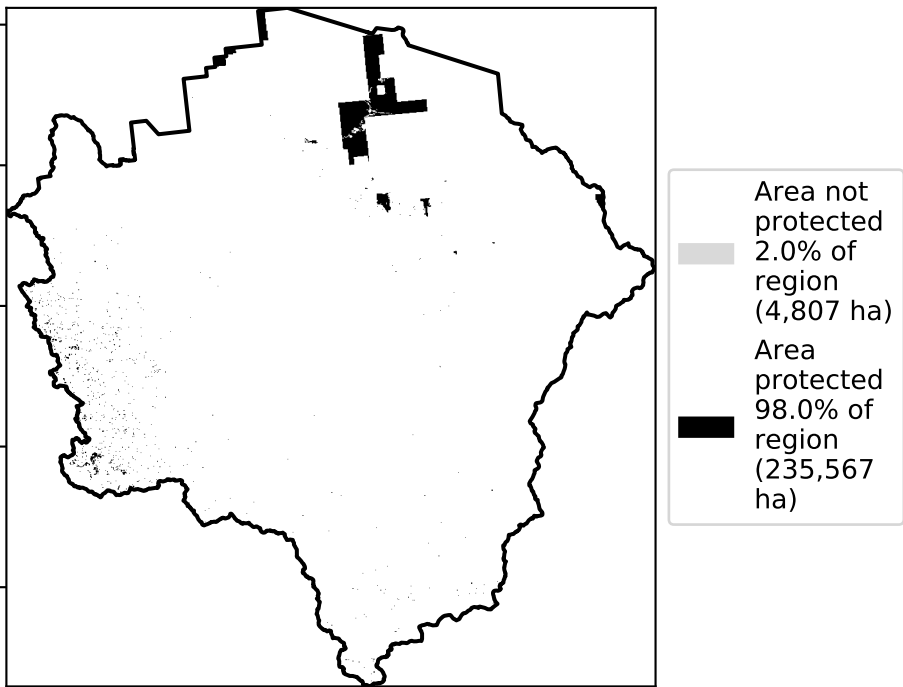 Area not
protected
2.0% of
region
(4,807 ha)
Area
protected
98.0% of
region
(235,567
ha)